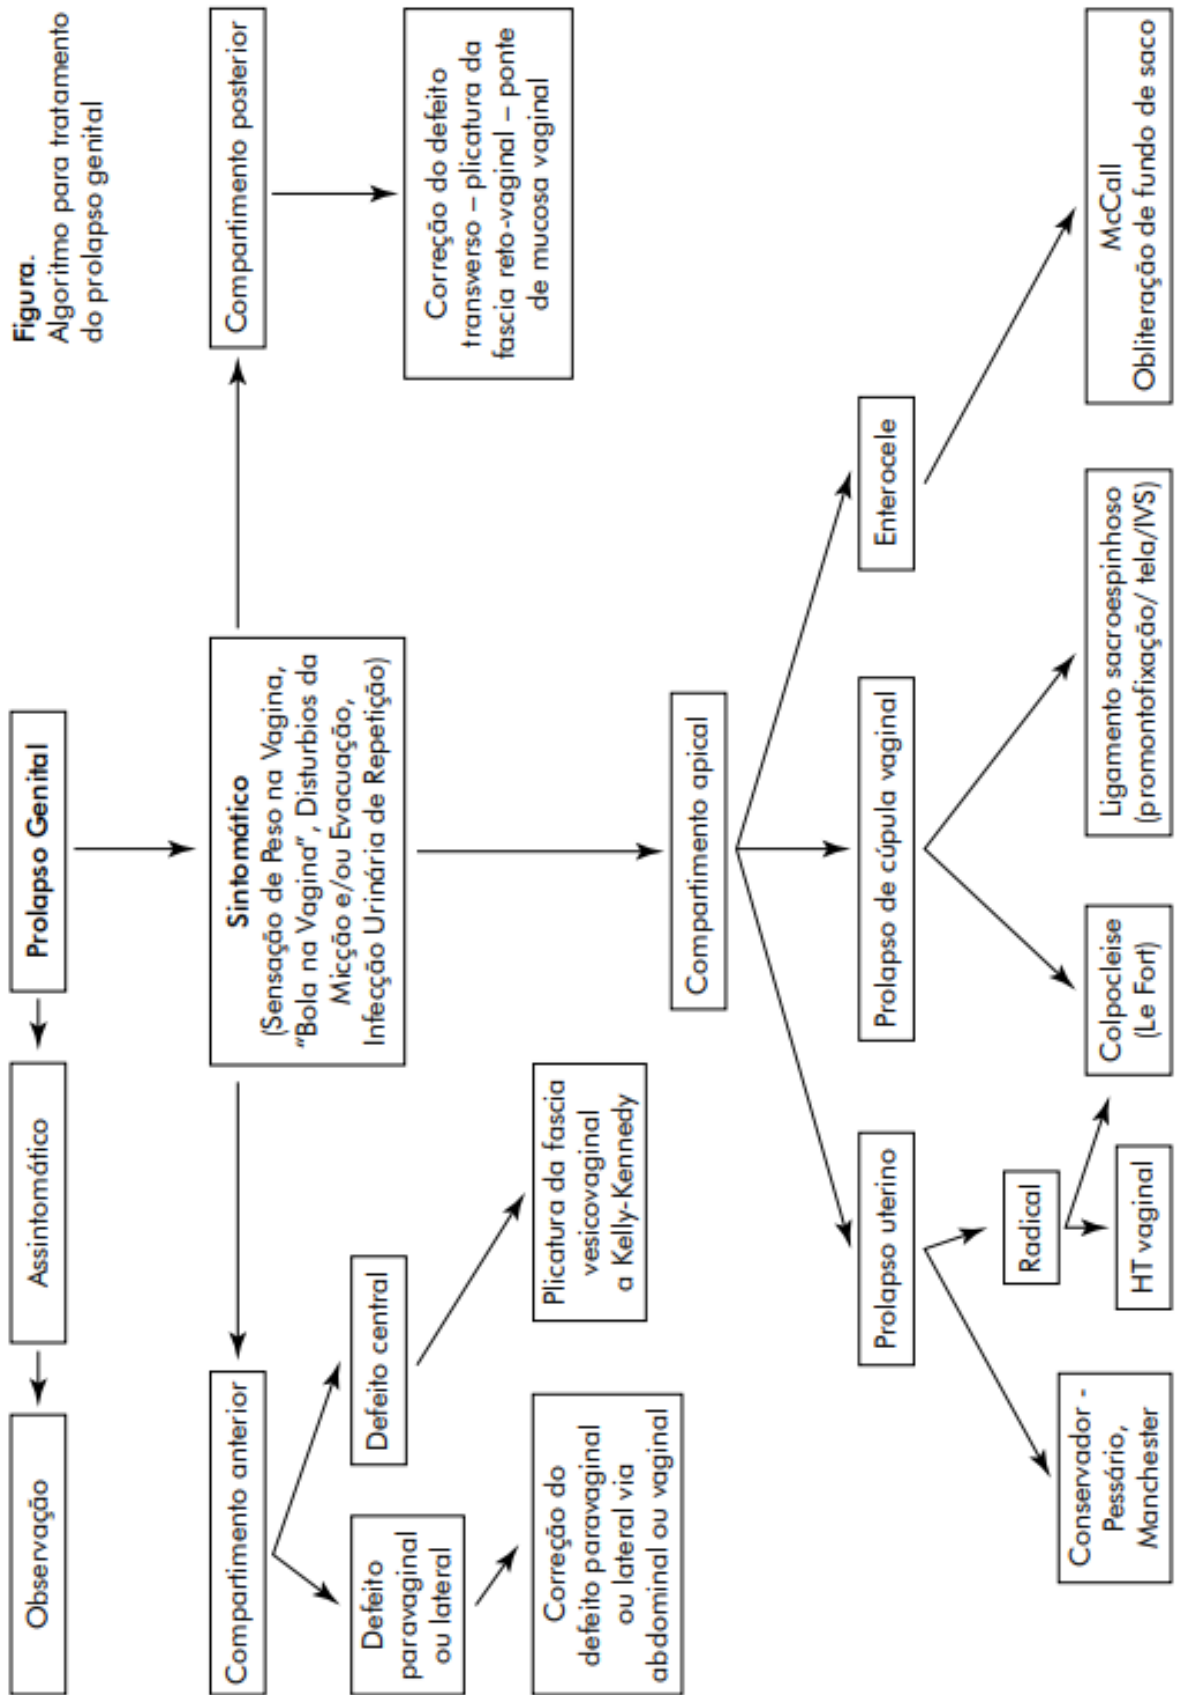 Figura.
Algoritmo para tratamento
do prolapso genital
Observação
Assintomático
Prolapso Genital
Compartimento anterior
Sintomático
(Sensação de Peso na Vagina,
"Bola na Vagina", Disturbios da
Micção e/ou Evacuação,
Infecção Urinária de Repetição)
Compartimento posterior
Defeito
paravaginal
ou lateral
Defeito central
Correção do defeito
transverso – plicatura da
fascia reto-vaginal – ponte
de mucosa vaginal
Correção do
defeito paravaginal
ou lateral via
abdominal ou vaginal
Plicatura da fascia
vesicovaginal
a Kelly-Kennedy
Compartimento apical
Prolapso uterino
Prolapso de cúpula vaginal
Enterocele
Radical
Conservador -
Pessário,
Manchester
HT vaginal
Colpocleise
(Le Fort)
Ligamento sacroespinhoso
(promontofixação/ tela/IVS)
McCall
Obliteração de fundo de saco